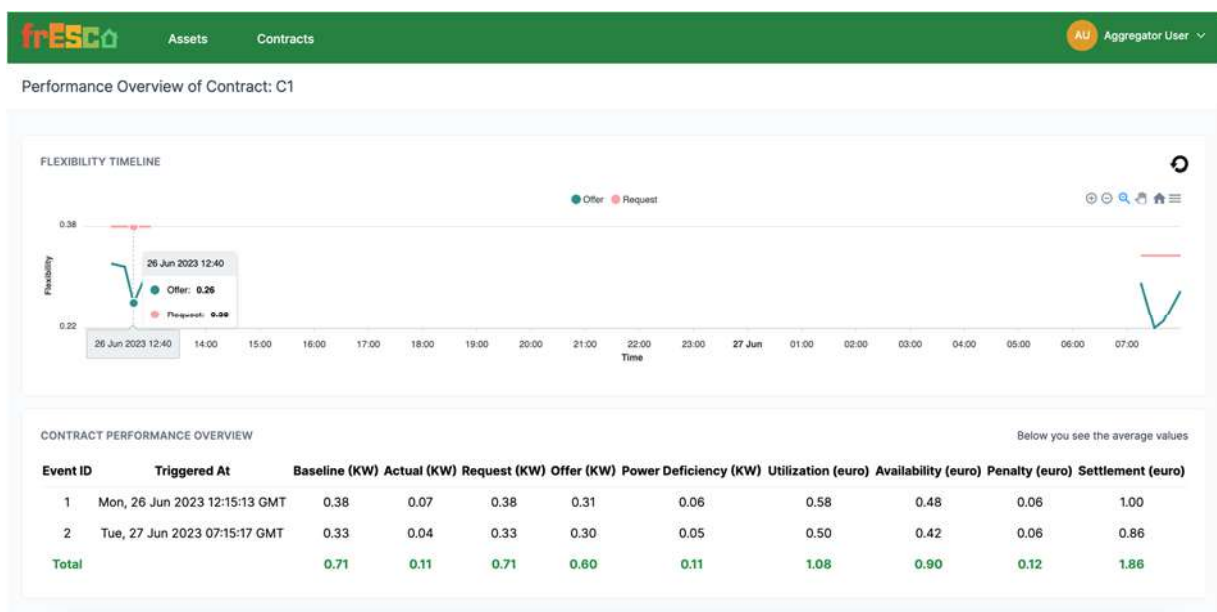 frESCO
Assets
Contracts
AU
Aggregator User
Performance Overview of Contract: C1
FLEXIBILITY TIMELINE
Offer
Request
0.38
Flexibility
0.22
26 Jun 2023 12:40
Offer: 0.26
Request:
26 Jun 2023 12:40
14:00 15:00 16:00 17:00 18:00 19:00 20:00 21:00 22:00 23:00 27 Jun 01:00 02:00 03:00 04:00 05:00 06:00 07:00
Time
CONTRACT PERFORMANCE OVERVIEW
Below you see the average values
Event ID Triggered At Baseline (KW) Actual (KW) Request (KW) Offer (KW) Power Deficiency (KW) Utilization (euro) Availability (euro) Penalty (euro) Settlement (euro)
1 Mon, 26 Jun 2023 12:15:13 GMT 0.38 0.07 0.38 0.31 0.06 0.58 0.48 0.06 1.00
2 Tue, 27 Jun 2023 07:15:17 GMT 0.33 0.04 0.33 0.30 0.05 0.50 0.42 0.06 0.86
Total 0.71 0.11 0.71 0.60 0.11 1.08 0.90 0.12 1.86